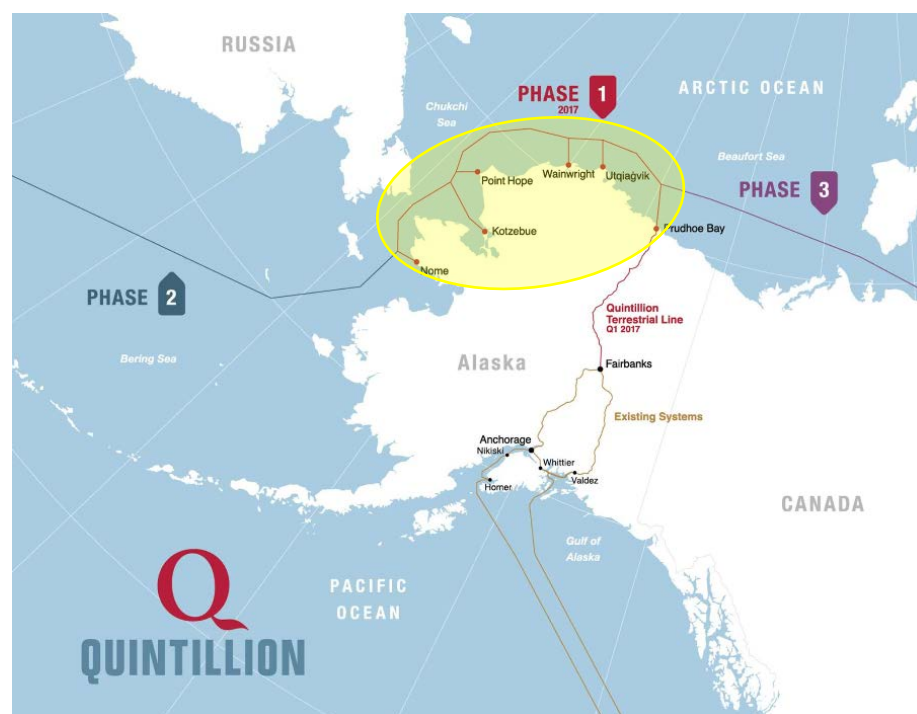 RUSSIA
PHASE 1
2017
ARCTIC OCEAN
Chukchi
Sea
Beaufort Sea
Point Hope
Wainwright
Utqiaġvik
PHASE 3
Kotzebue
Prudhoe Bay
Nome
PHASE 2
Quintillion
Terrestrial Line
Q1 2017
Bering Sea
Alaska
Fairbanks
Existing Systems
Anchorage
Nikiski
Whittier
Homer
Valdez
CANADA
Gulf of
Alaska
PACIFIC
OCEAN
Q
QUINTILLION